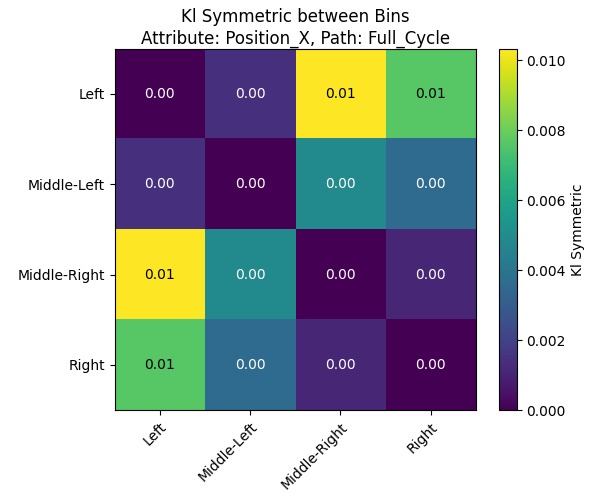 Kl Symmetric between Bins
Attribute: Position_X, Path: Full_Cycle
Left 0.00 0.00 0.01 0.01
Middle-Left 0.00 0.00 0.00 0.00
Middle-Right 0.01 0.00 0.00 0.00
Right 0.01 0.00 0.00 0.00
Left Middle-Left Middle-Right Right
0.010
0.008
0.006
0.004
0.002
0.000
Kl Symmetric